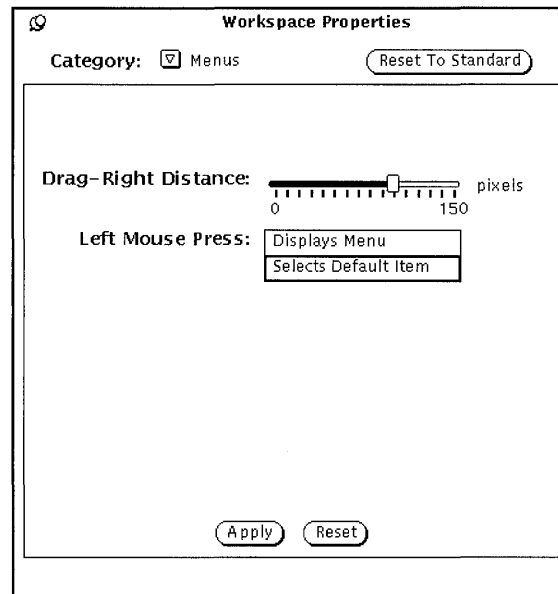 Workspace Properties
Category: Menus Reset To Standard
Drag-Right Distance: pixels
0 150
Left Mouse Press: Displays Menu
Selects Default Item
Apply Reset